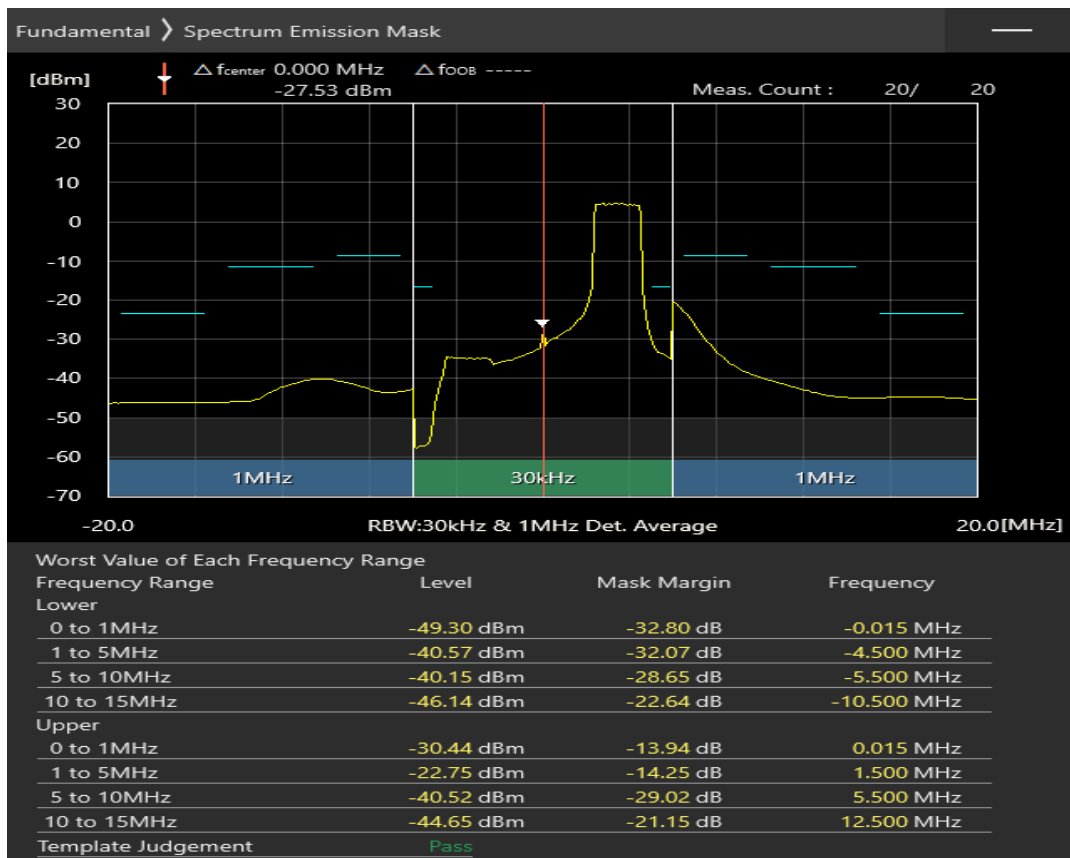 Fundamental ❯ Spectrum Emission Mask
[dBm] △ fcenter 0.000 MHz △ fOOB -----
-27.53 dBm Meas. Count : 20/ 20
30
20
10
0
-10
-20
-30
-40
-50
-60
1MHz 30kHz 1MHz
-70
-20.0 RBW:30kHz & 1MHz Det. Average 20.0[MHz]
Worst Value of Each Frequency Range
Frequency Range Level Mask Margin Frequency
Lower
0 to 1MHz -49.30 dBm -32.80 dB -0.015 MHz
1 to 5MHz -40.57 dBm -32.07 dB -4.500 MHz
5 to 10MHz -40.15 dBm -28.65 dB -5.500 MHz
10 to 15MHz -46.14 dBm -22.64 dB -10.500 MHz
Upper
0 to 1MHz -30.44 dBm -13.94 dB 0.015 MHz
1 to 5MHz -22.75 dBm -14.25 dB 1.500 MHz
5 to 10MHz -40.52 dBm -29.02 dB 5.500 MHz
10 to 15MHz -44.65 dBm -21.15 dB 12.500 MHz
Template Judgement Pass